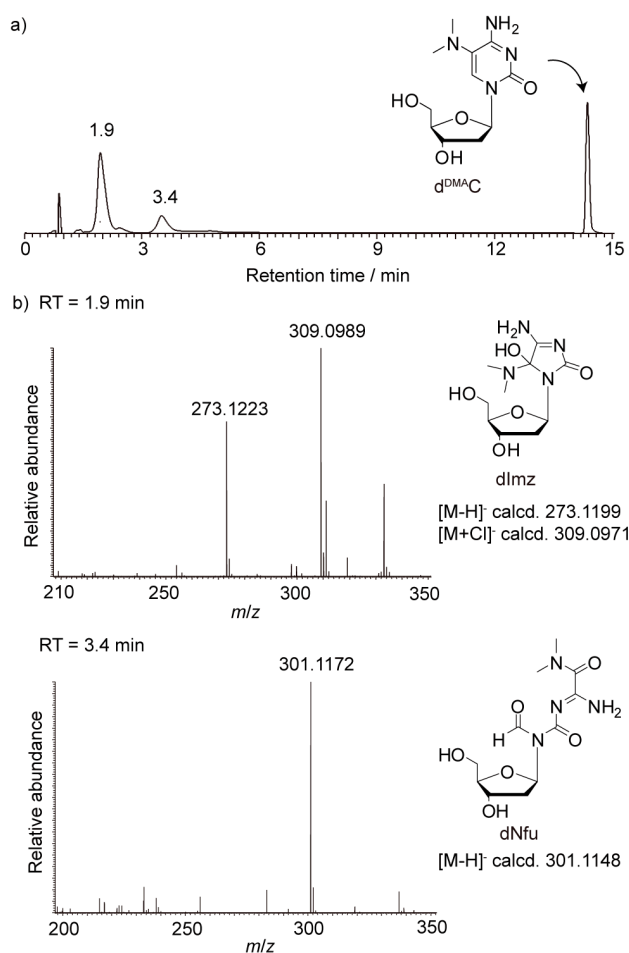 a)
NH₂
N
N
N
O
HO
O
OH
dᴰᴹᴬC
1.9
3.4
0 3 6 9 12 15
Retention time / min
b) RT = 1.9 min
309.0989
273.1223
Relative abundance
210 250 300 350
m/z
H₂N
HO
N
N
N
O
HO
O
OH
dImz
[M-H]⁻ calcd. 273.1199
[M+Cl]⁻ calcd. 309.0971
RT = 3.4 min
301.1172
Relative abundance
200 250 300 350
m/z
N
O
O
N
NH₂
H
N
O
HO
O
OH
dNfu
[M-H]⁻ calcd. 301.1148